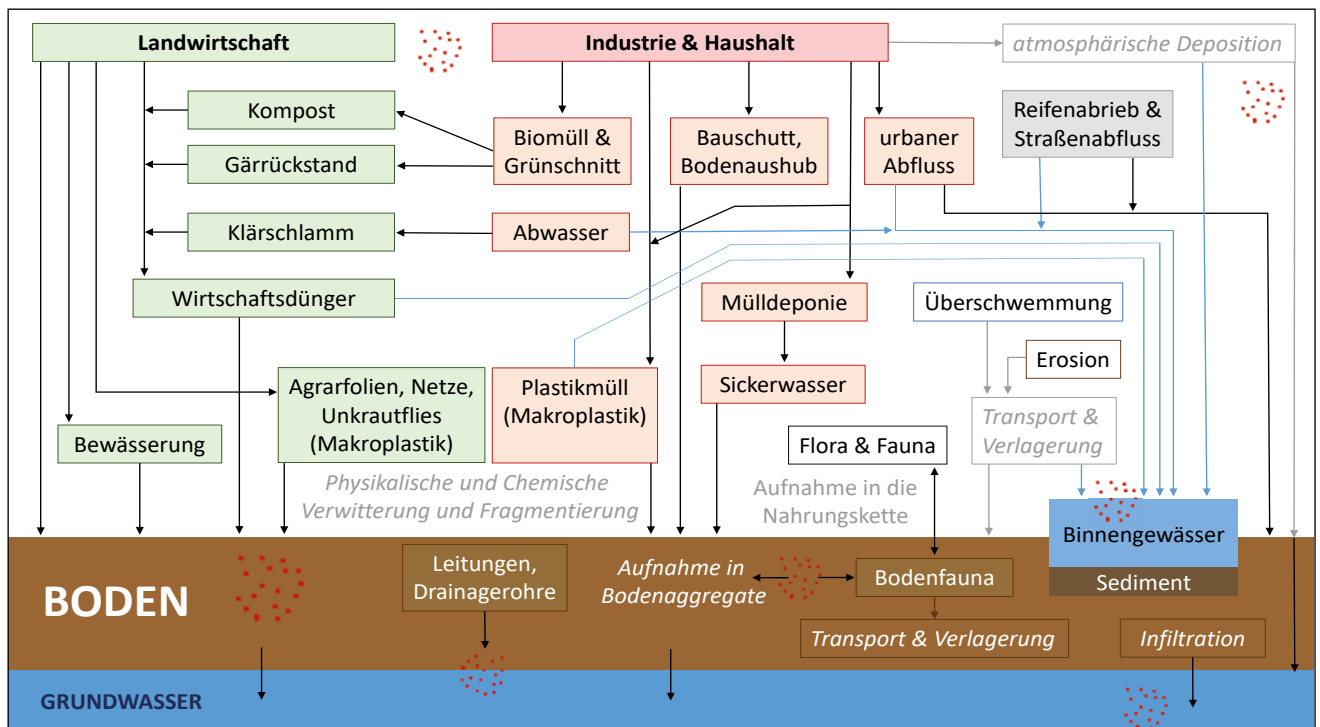 Landwirtschaft
Industrie & Haushalt
atmosphärische Deposition
Kompost
Biomüll &
Grünschnitt
Bauschutt,
Bodenaushub
urbaner
Abfluss
Reifenabrieb &
Straßenabfluss
Gärrückstand
Klärschlamm
Abwasser
Wirtschaftsdünger
Mülldeponie
Überschwemmung
Erosion
Agrarfolien, Netze,
Unkrautflies
(Makroplastik)
Plastikmüll
(Makroplastik)
Sickerwasser
Transport &
Verlagerung
Bewässerung
Flora & Fauna
Physikalische und Chemische
Verwitterung und Fragmentierung
Aufnahme in die
Nahrungskette
Binnengewässer
Sediment
BODEN
Leitungen,
Drainagerohre
Aufnahme in
Bodenaggregate
Bodenfauna
Transport & Verlagerung
Infiltration
GRUNDWASSER